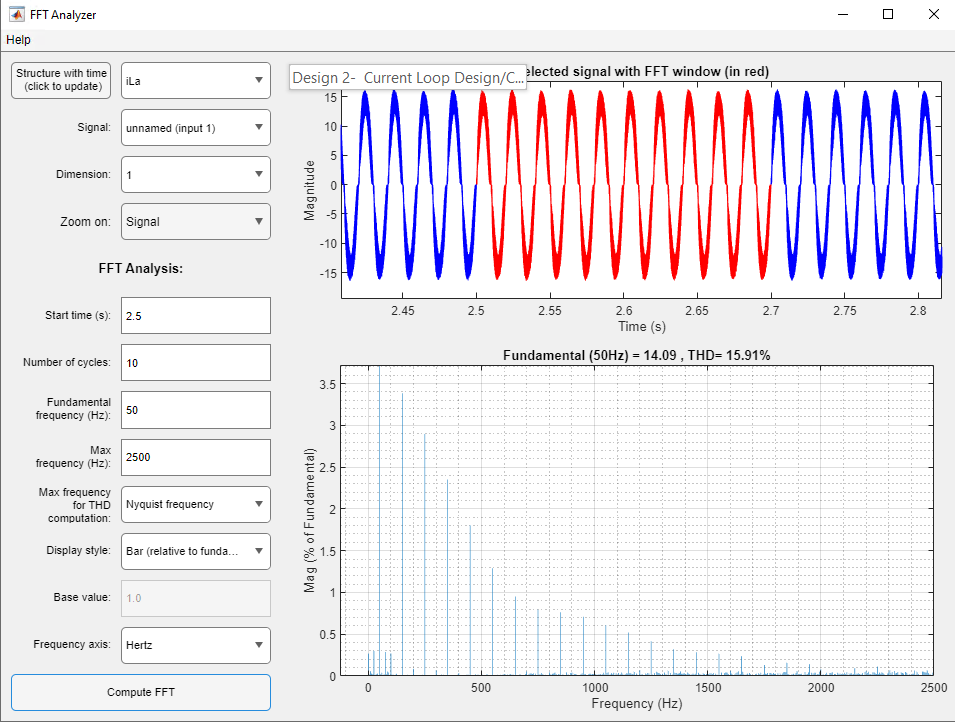 FFT Analyzer
Help
Structure with time
(click to update)
iLa
Signal:
unnamed (input 1)
Dimension:
1
Zoom on:
Signal
FFT Analysis:
Start time (s):
2.5
Number of cycles:
10
Fundamental
frequency (Hz):
50
Max
frequency (Hz):
2500
Max frequency
for THD
computation:
Nyquist frequency
Display style:
Bar (relative to funda...
Base value:
1.0
Frequency axis:
Hertz
Compute FFT
Design 2-  Current Loop Design/C...
elected signal with FFT window (in red)
Magnitude
15
10
5
0
-5
-10
-15
2.45
2.5
2.55
2.6
2.65
2.7
2.75
2.8
Time (s)
Fundamental (50Hz) = 14.09 , THD= 15.91%
Mag (% of Fundamental)
3.5
3
2.5
2
1.5
1
0.5
0
0
500
1000
1500
2000
2500
Frequency (Hz)